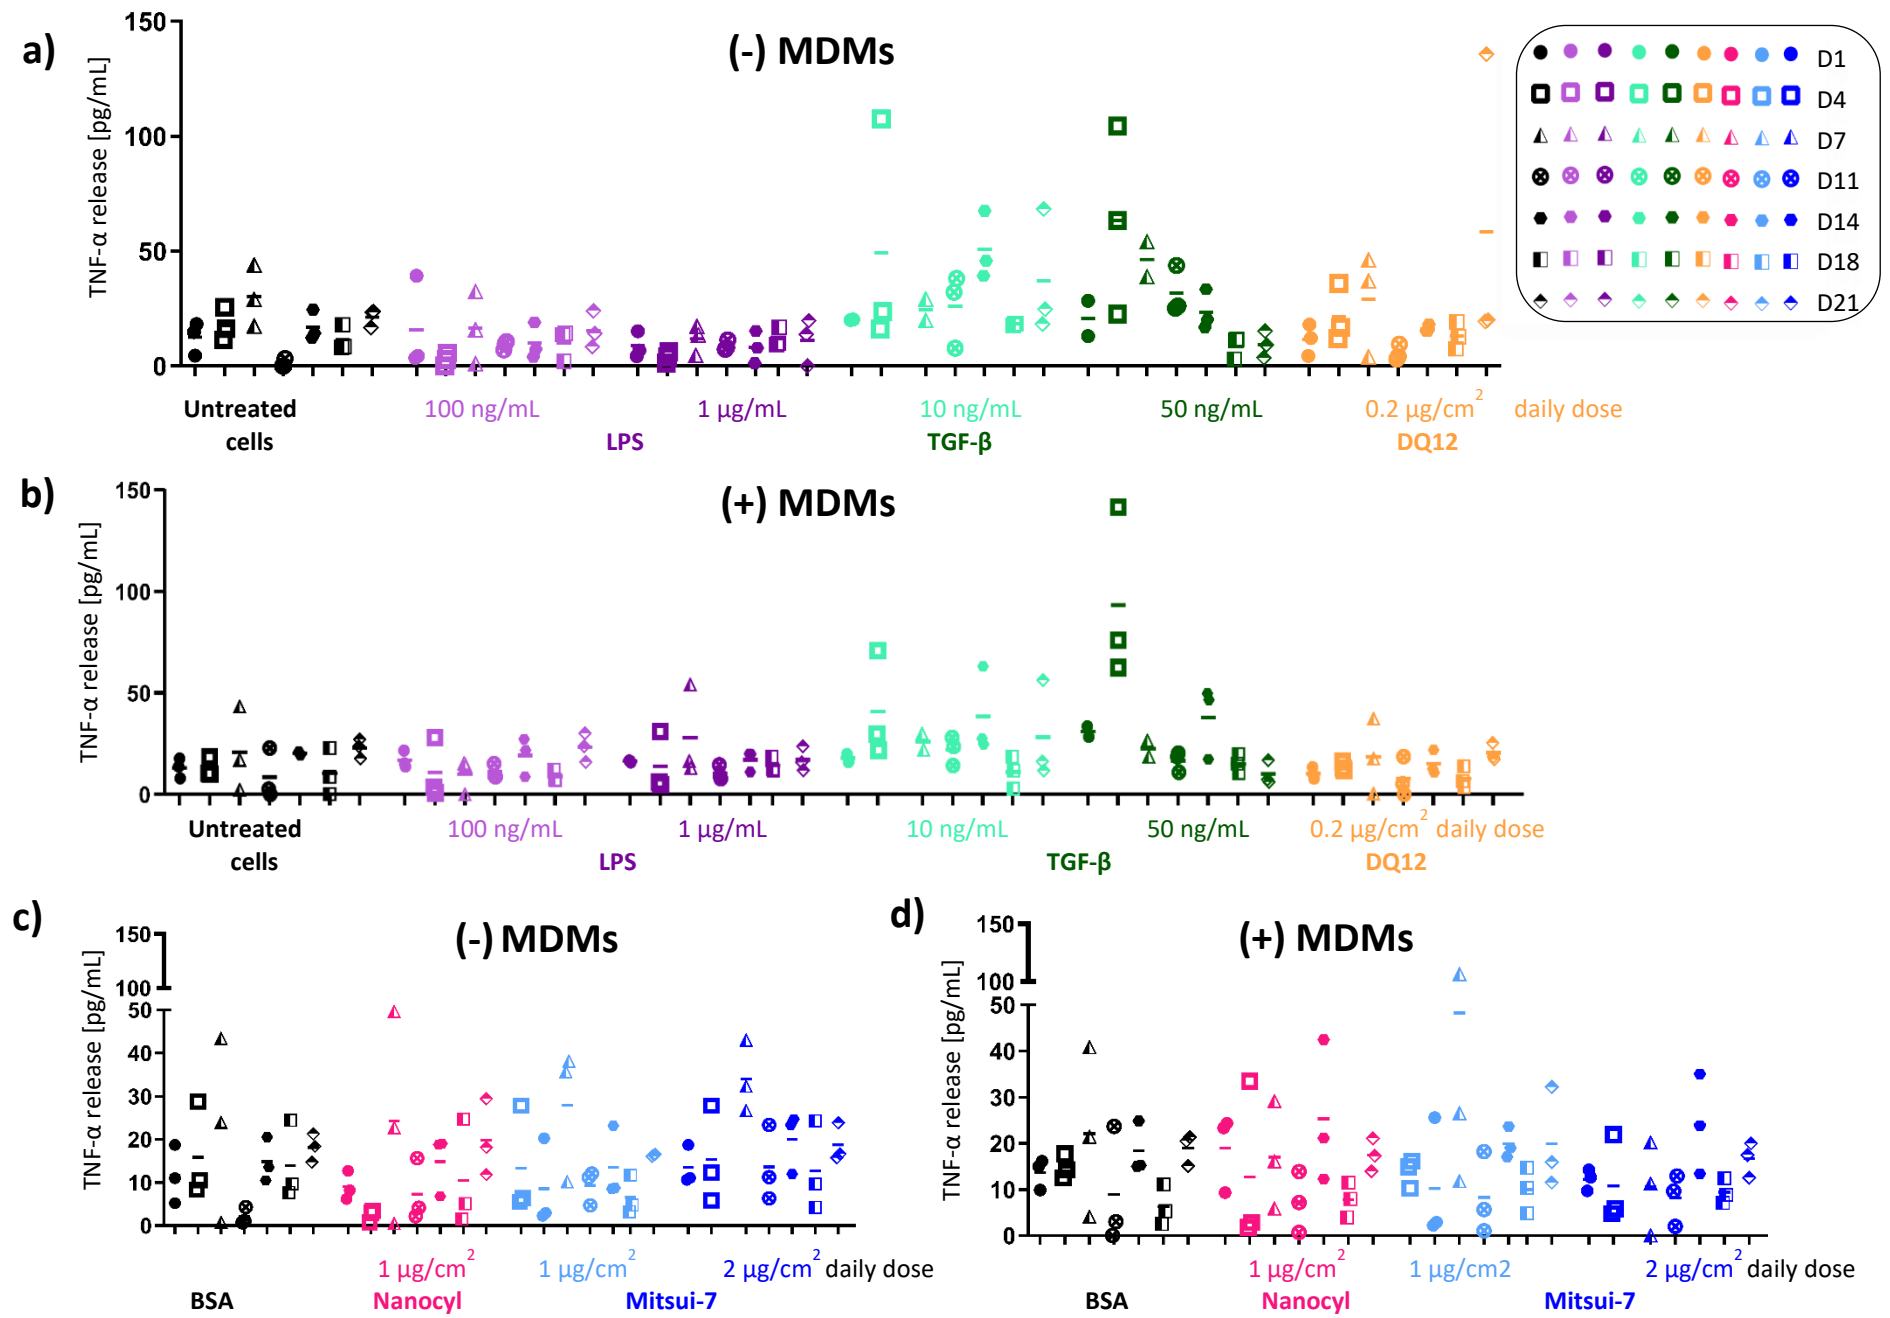 a)
(-) MDMs
TNF-α release [pg/mL]
150
100
50
0
D1
D4
D7
D11
D14
D18
D21
Untreated cells
100 ng/mL
1 µg/mL
LPS
10 ng/mL
50 ng/mL
TGF-β
0.2 µg/cm² daily dose
DQ12
b)
(+) MDMs
TNF-α release [pg/mL]
150
100
50
0
Untreated cells
100 ng/mL
1 µg/mL
LPS
10 ng/mL
50 ng/mL
TGF-β
0.2 µg/cm² daily dose
DQ12
c)
(-) MDMs
TNF-α release [pg/mL]
150
100
50
40
30
20
10
0
1 µg/cm²
1 µg/cm²
2 µg/cm² daily dose
BSA
Nanocyl
Mitsui-7
d)
(+) MDMs
TNF-α release [pg/mL]
150
100
50
40
30
20
10
0
1 µg/cm²
1 µg/cm2
2 µg/cm² daily dose
BSA
Nanocyl
Mitsui-7